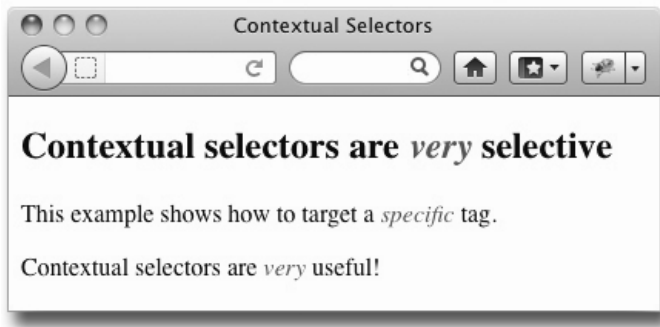 Contextual Selectors
Contextual selectors are very selective
This example shows how to target a specific tag.
Contextual selectors are very useful!